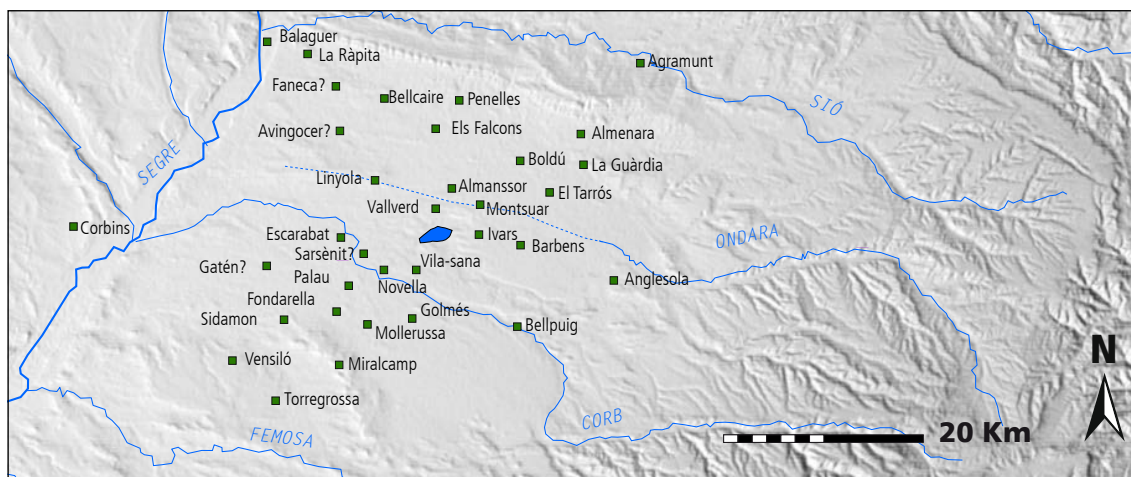 Balaguer
La Ràpita
Agramunt
Faneca?
Bellcaire
Penelles
SIÓ
Avingocer?
Els Falcons
Almenara
SEGRE
Boldú
La Guàrdia
Linyola
Almanssor
El Tarrós
Vallverd
Montsuar
Corbins
Escarabat
Ivars
ONDARA
Barbens
Sarsènit?
Gatén?
Vila-sana
Palau
Novella
Anglesola
Fondarella
Golmés
Sidamon
Mollerussa
Bellpuig
Vensiló
Miralcamp
N
Torregrossa
CORB
FEMOSA
20 Km